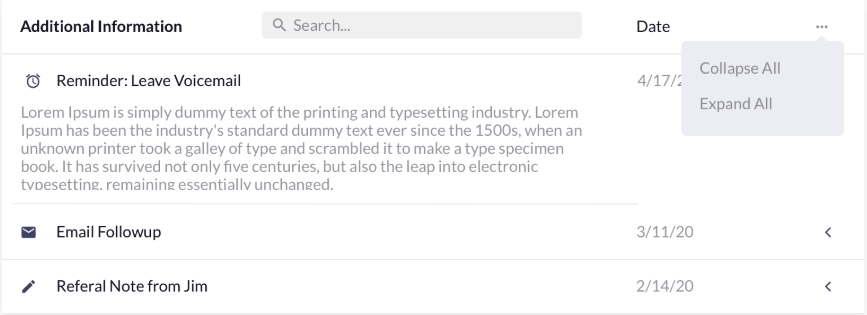 Additional Information
Search...
Date
Collapse All
Expand All
Reminder: Leave Voicemail
4/17/2
Lorem Ipsum is simply dummy text of the printing and typesetting industry. Lorem
Ipsum has been the industry's standard dummy text ever since the 1500s, when an
unknown printer took a galley of type and scrambled it to make a type specimen
book. It has survived not only five centuries, but also the leap into electronic
typesetting, remaining essentially unchanged.
Email Followup
3/11/20
Referal Note from Jim
2/14/20